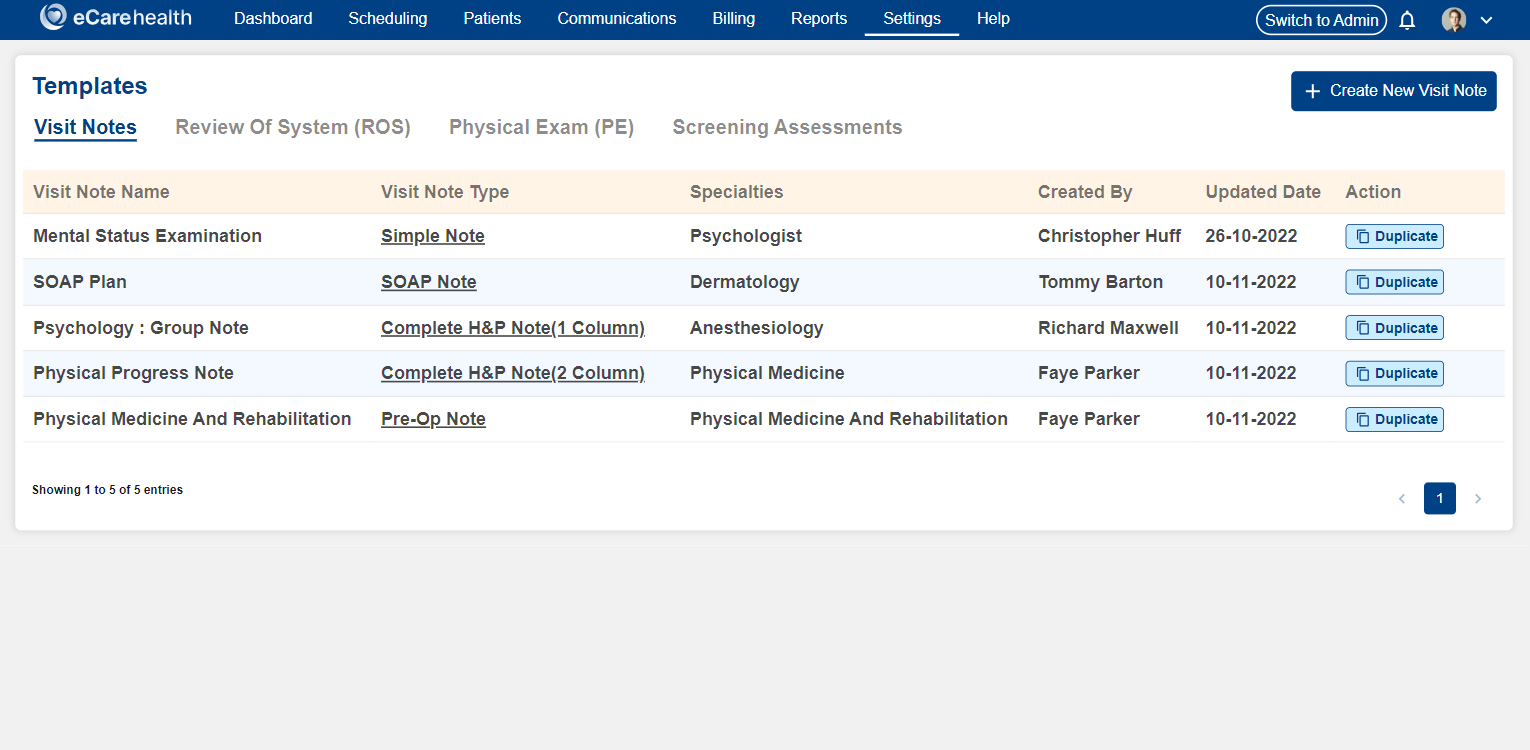 eCarehealth Dashboard Scheduling Patients Communications Billing Reports Settings Help Switch to Admin
Templates
Create New Visit Note
Visit Notes Review Of System (ROS) Physical Exam (PE) Screening Assessments
Visit Note Name Visit Note Type Specialties Created By Updated Date Action
Mental Status Examination Simple Note Psychologist Christopher Huff 26-10-2022 Duplicate
SOAP Plan SOAP Note Dermatology Tommy Barton 10-11-2022 Duplicate
Psychology : Group Note Complete H&P Note(1 Column) Anesthesiology Richard Maxwell 10-11-2022 Duplicate
Physical Progress Note Complete H&P Note(2 Column) Physical Medicine Faye Parker 10-11-2022 Duplicate
Physical Medicine And Rehabilitation Pre-Op Note Physical Medicine And Rehabilitation Faye Parker 10-11-2022 Duplicate
Showing 1 to 5 of 5 entries
1